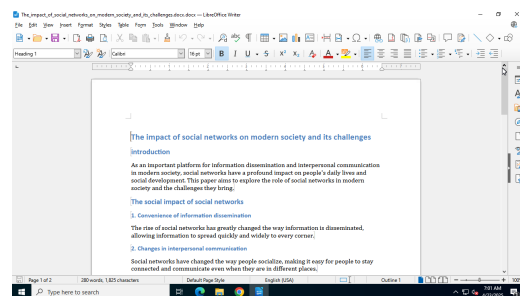 The_impact_of_social_networks_on_modern_society_and_its_challenges.docx.docx — LibreOffice Writer
File Edit View Insert Format Styles Table Form Tools Window Help
Heading 1 Calibri 16 pt
The impact of social networks on modern society and its challenges
introduction
As an important platform for information dissemination and interpersonal communication
in modern society, social networks have a profound impact on people's daily lives and
social development. This paper aims to explore the role of social networks in modern
society and the challenges they bring.
The social impact of social networks
1. Convenience of information dissemination
The rise of social networks has greatly changed the way information is disseminated,
allowing information to spread quickly and widely to every corner.
2. Changes in interpersonal communication
Social networks have changed the way people socialize, making it easy for people to stay
connected and communicate even when they are in different places.
Page 1 of 2 280 words, 1,825 characters Default Page Style English (USA) Outline 1
Type here to search 7:01 AM